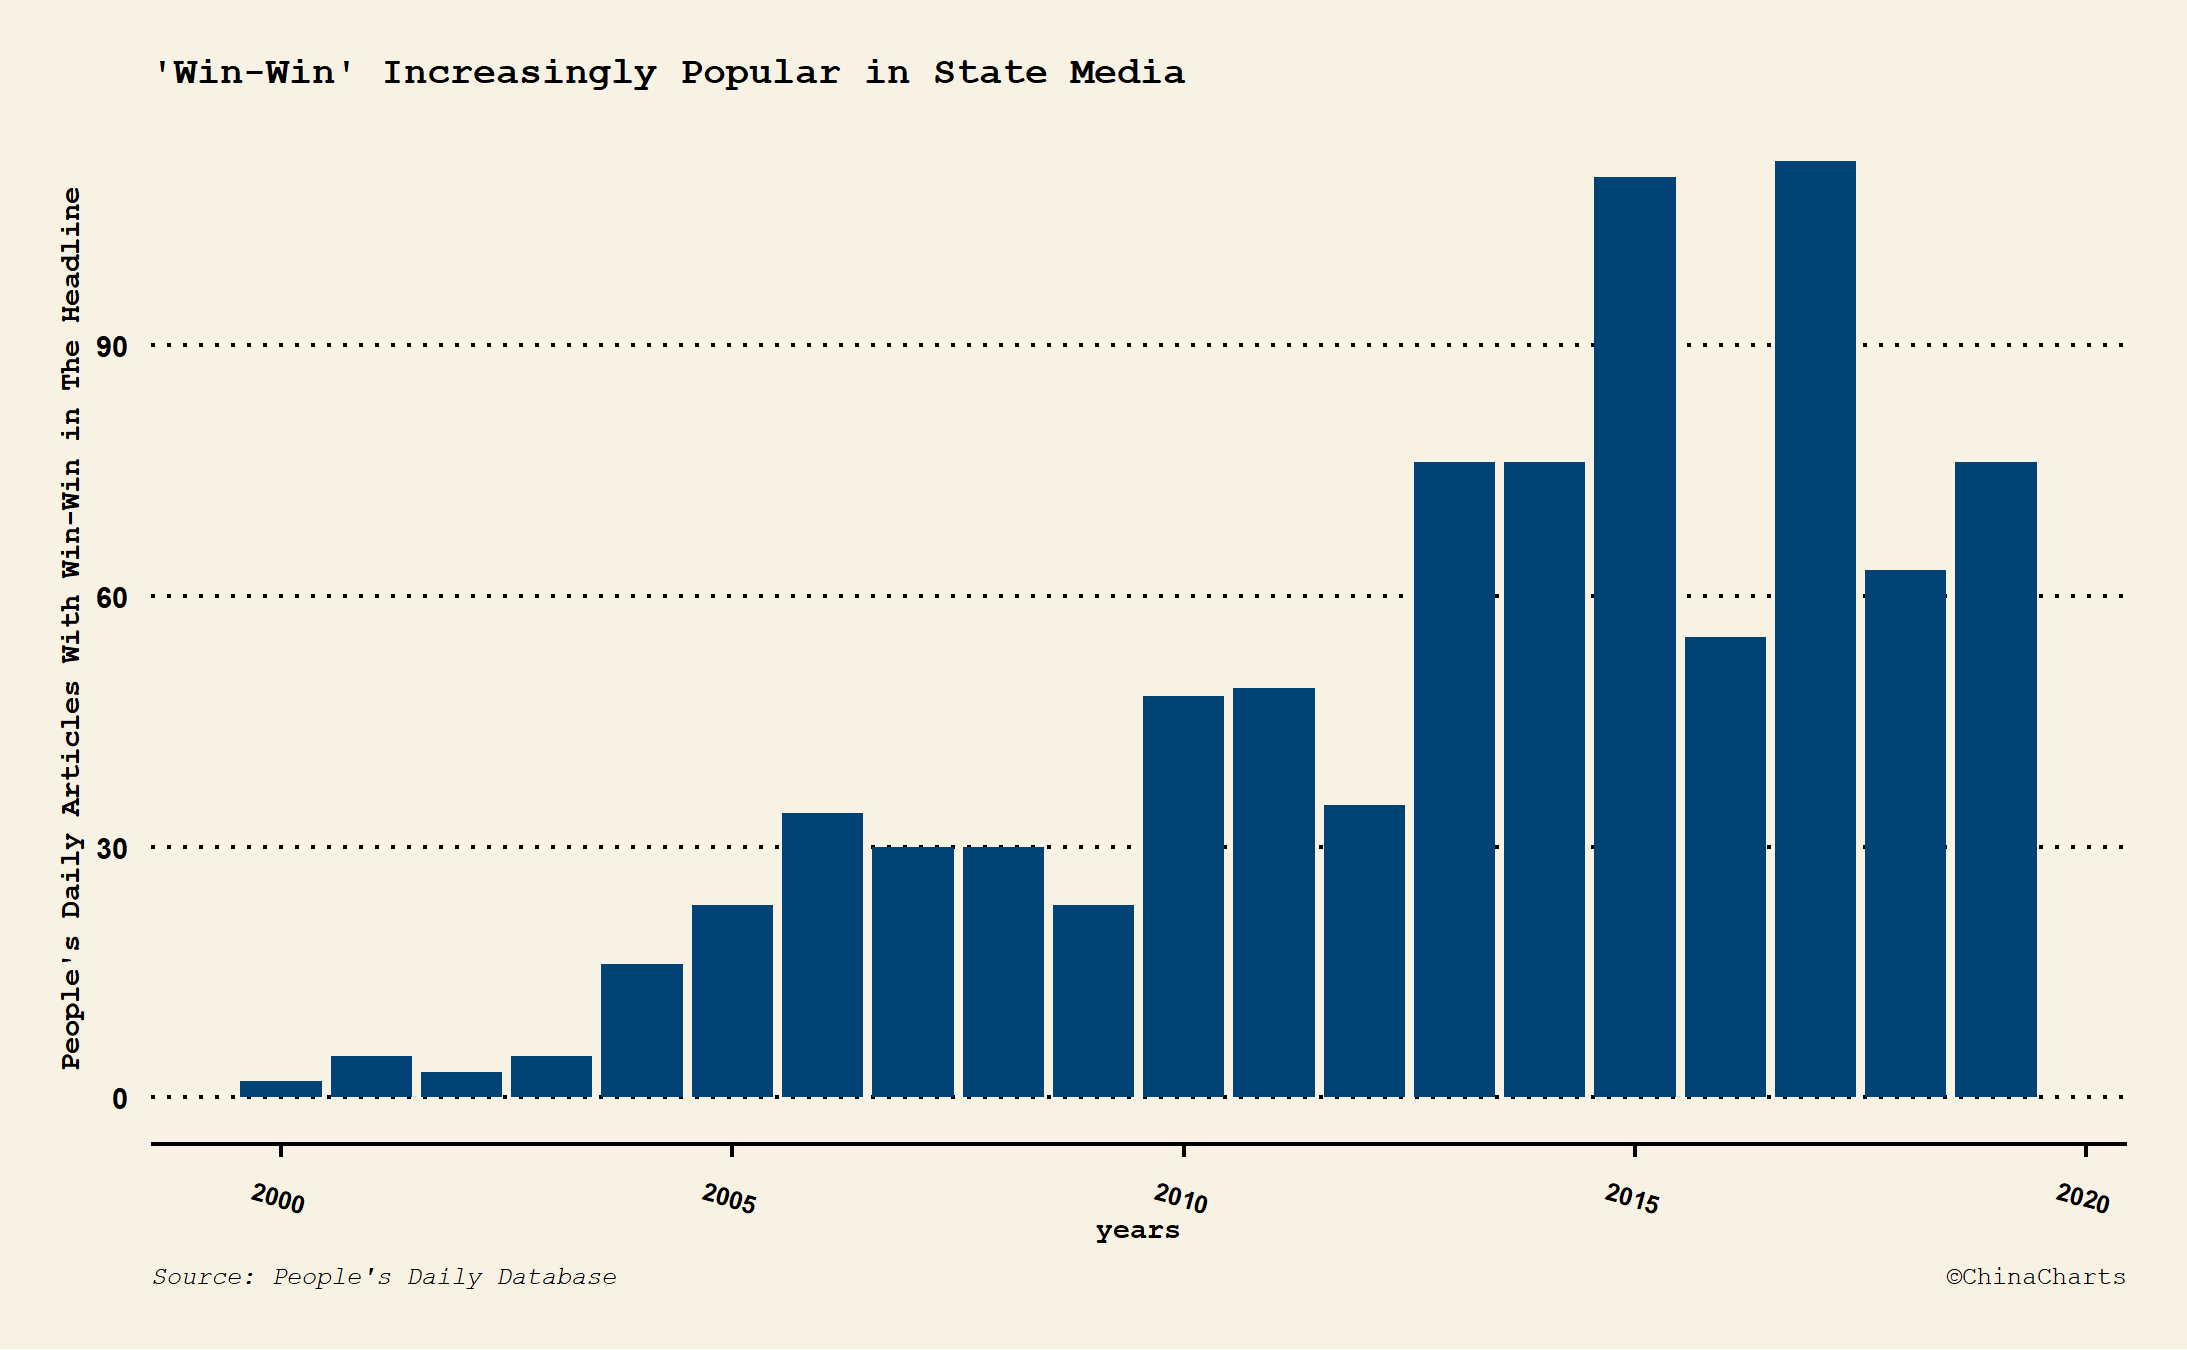 'Win-Win' Increasingly Popular in State Media
People's Daily Articles With Win-Win in The Headline
90
60
30
0
2000
2005
2010
2015
2020
years
Source: People's Daily Database
©ChinaCharts